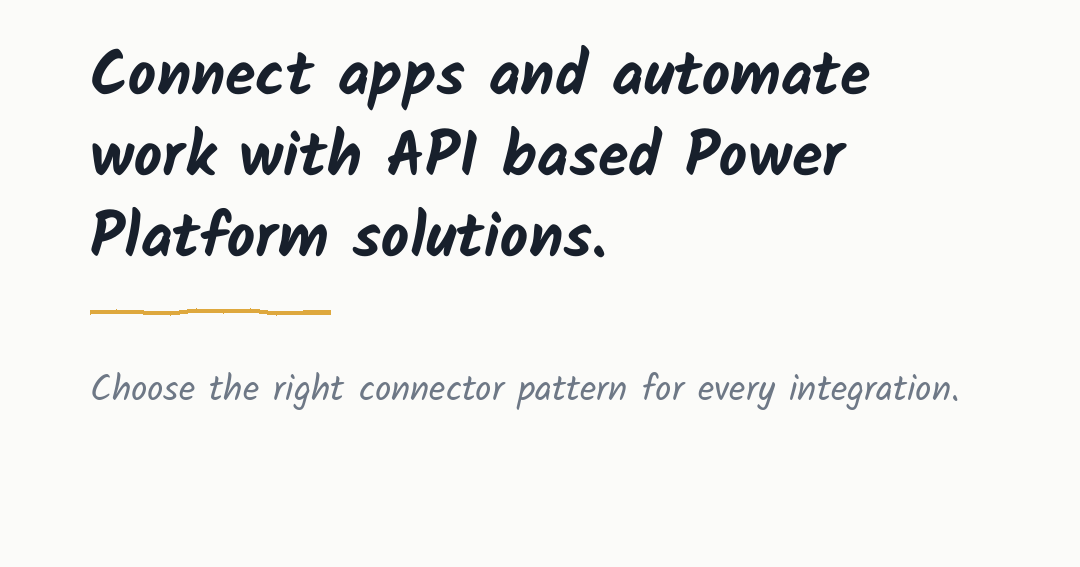 Connect apps and automate
work with API based Power
Platform solutions.
Choose the right connector pattern for every integration.